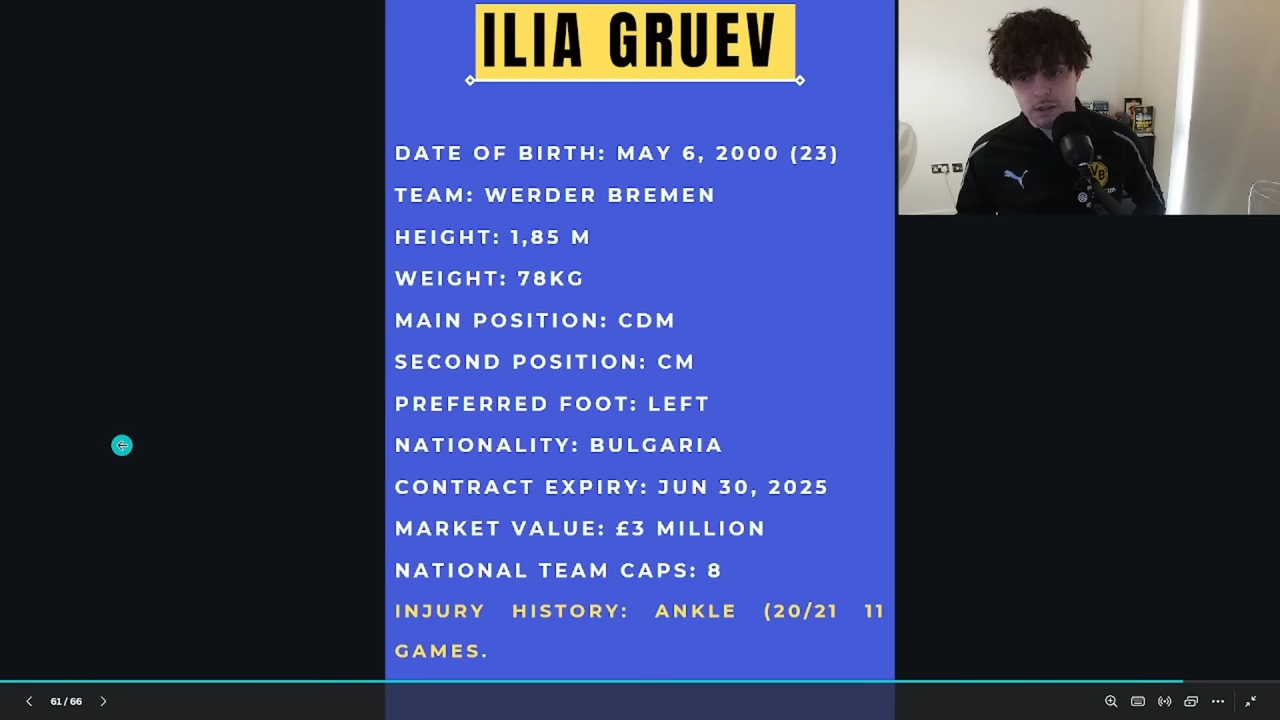 ILIA GRUEV
DATE OF BIRTH: MAY 6, 2000 (23)
TEAM: WERDER BREMEN
HEIGHT: 1,85 M
WEIGHT: 78KG
MAIN POSITION: CDM
SECOND POSITION: CM
PREFERRED FOOT: LEFT
NATIONALITY: BULGARIA
CONTRACT EXPIRY: JUN 30, 2025
MARKET VALUE: £3 MILLION
NATIONAL TEAM CAPS: 8
INJURY HISTORY: ANKLE (20/21 11
GAMES.
61 / 66